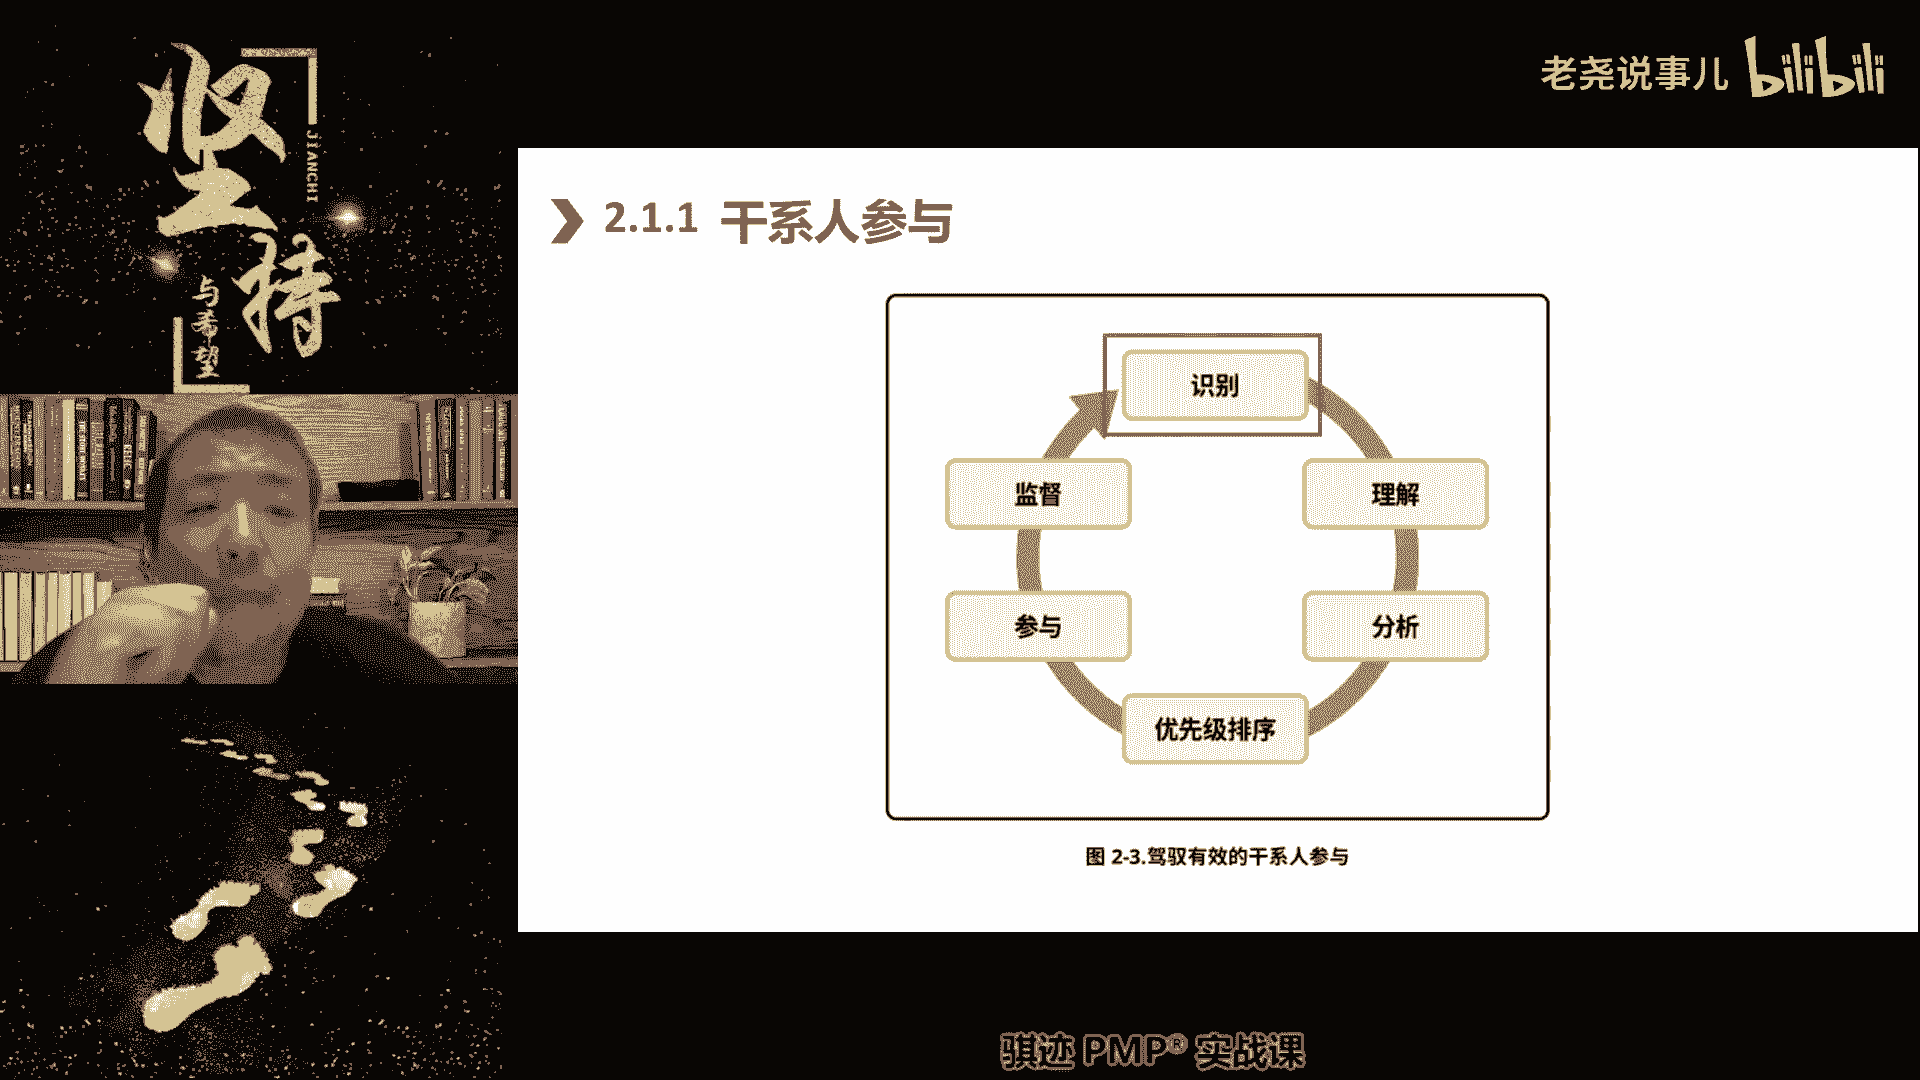 坚持
JIANCHI
与希望
老尧说事儿 bilibili
2.1.1 干系人参与
识别
监督
理解
参与
分析
优先级排序
图 2-3.驾驭有效的干系人参与
骐迹 PMP® 实战课